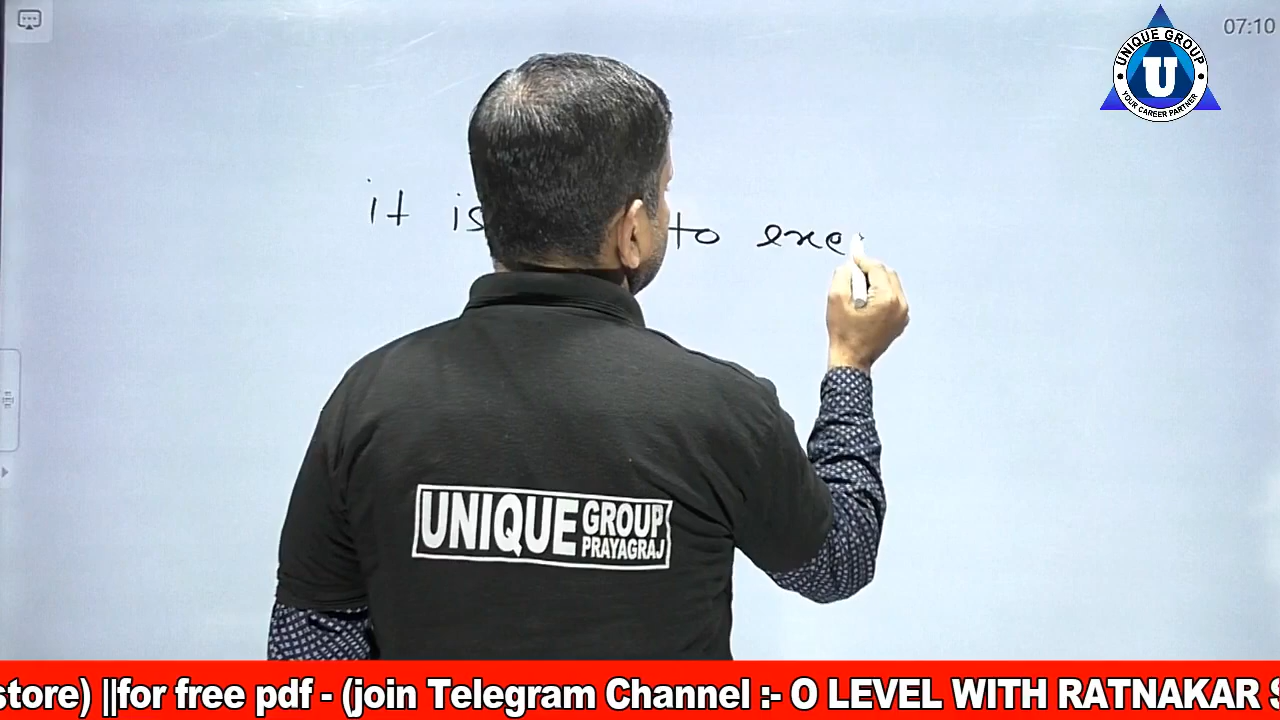 07:10
UNIQUE GROUP
U
YOUR CAREER PARTNER
it is to exe
UNIQUE GROUP PRAYAGRAJ
store) ||for free pdf - (join Telegram Channel :- O LEVEL WITH RATNAKAR S